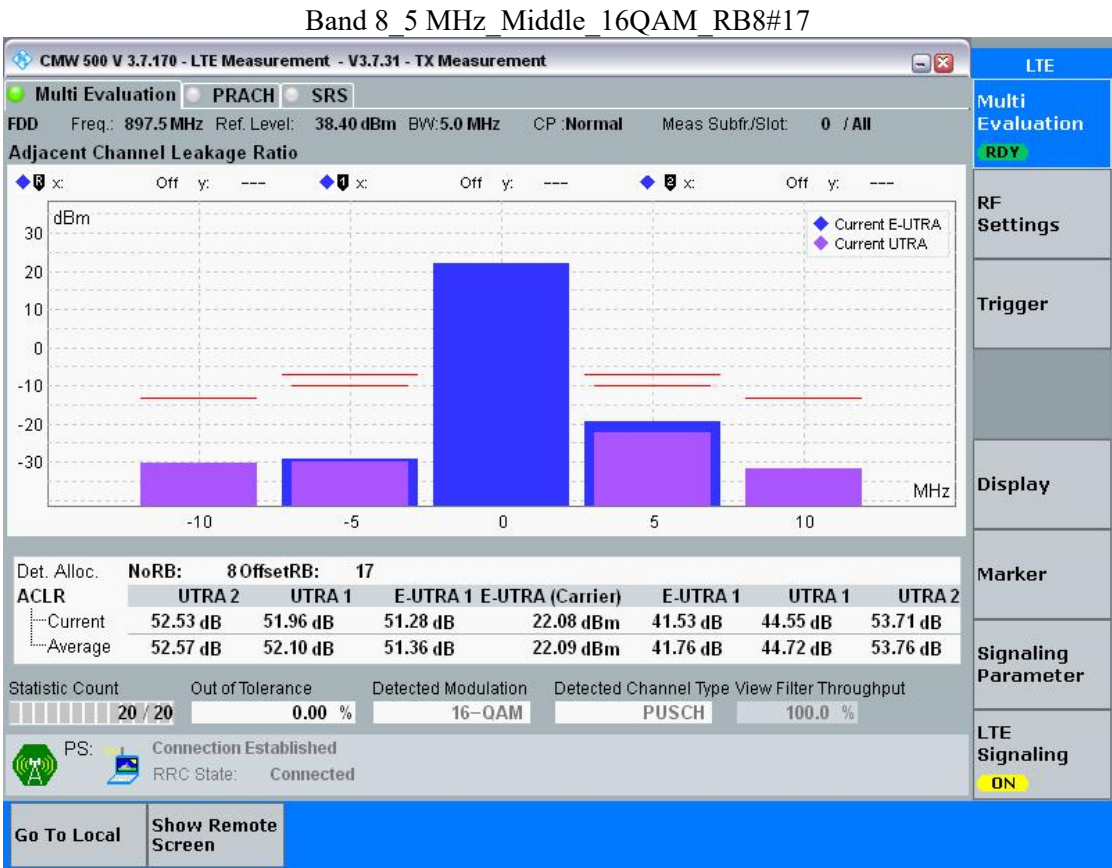 Band 8_5 MHz_Middle_16QAM_RB8#17
CMW 500 V 3.7.170 - LTE Measurement - V3.7.31 - TX Measurement
LTE
Multi Evaluation PRACH SRS
Multi
Evaluation
RDY
FDD Freq.: 897.5 MHz Ref. Level: 38.40 dBm BW: 5.0 MHz CP : Normal Meas Subfr./Slot: 0 / All
Adjacent Channel Leakage Ratio
R x: Off y: --- 1 x: Off y: --- 2 x: Off y: ---
dBm
Current E-UTRA
Current UTRA
30
20
10
0
-10
-20
-30
MHz
-10 -5 0 5 10
RF
Settings
Trigger
Display
Marker
Signaling
Parameter
LTE
Signaling
ON
Det. Alloc. NoRB: 8 OffsetRB: 17
ACLR UTRA 2 UTRA 1 E-UTRA 1 E-UTRA (Carrier) E-UTRA 1 UTRA 1 UTRA 2
Current 52.53 dB 51.96 dB 51.28 dB 22.08 dBm 41.53 dB 44.55 dB 53.71 dB
Average 52.57 dB 52.10 dB 51.36 dB 22.09 dBm 41.76 dB 44.72 dB 53.76 dB
Statistic Count Out of Tolerance Detected Modulation Detected Channel Type View Filter Throughput
20 / 20 0.00 % 16-QAM PUSCH 100.0 %
PS: Connection Established
RRC State: Connected
Go To Local
Show Remote
Screen